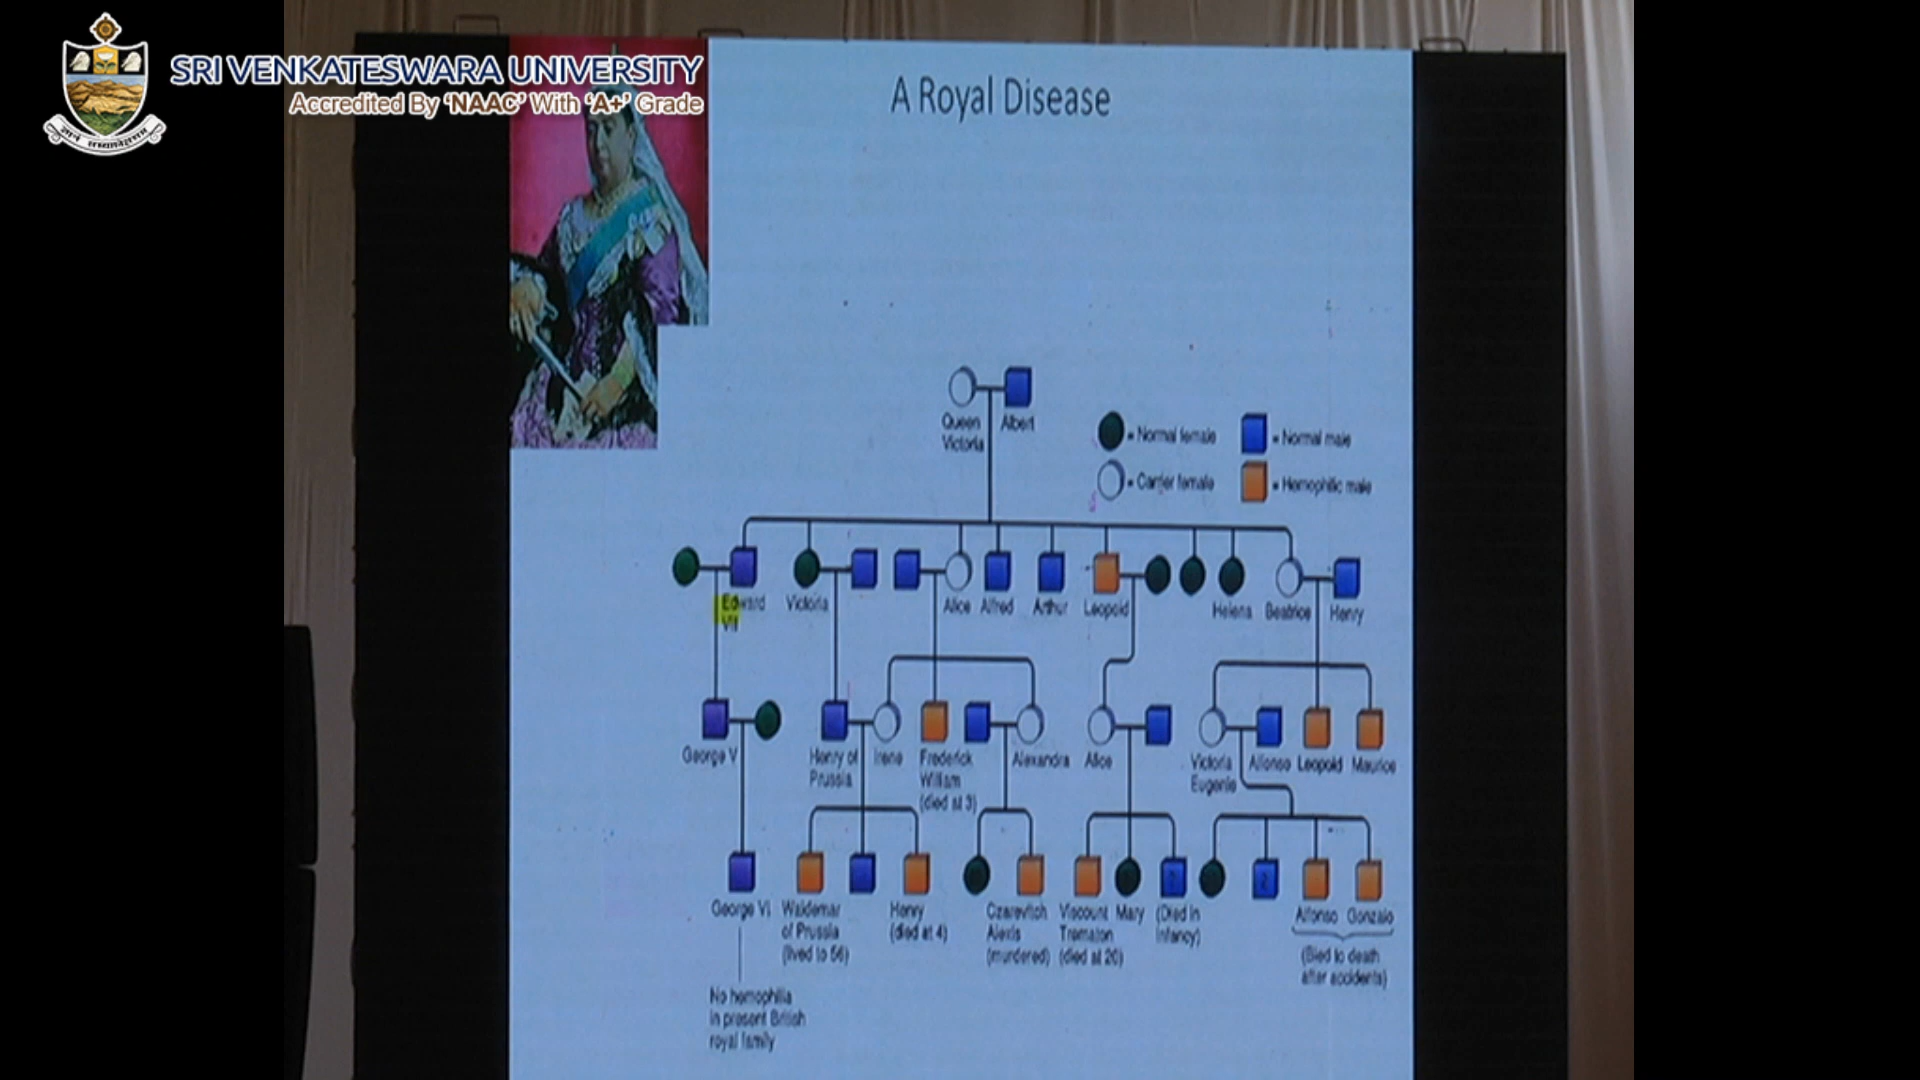 SRI VENKATESWARA UNIVERSITY
Accredited By ‘NAAC’ With ‘A+’ Grade
A Royal Disease
Queen
Victoria
Albert
= Normal female
= Normal male
= Carrier female
= Hemophilic male
Edward
VII
Victoria
Alice
Alfred
Arthur
Leopold
Helena
Beatrice
Henry
George V
Henry of
Prussia
Irene
Frederick
William
(died at 3)
Alexandra
Alice
Victoria
Eugenie
Alfonso
Leopold
Maurice
2
George VI
Waldemar
of Prussia
(lived to 56)
Henry
(died at 4)
Czarevitch
Alexis
(murdered)
Viscount
Trematon
(died at 20)
Mary
(Died in
infancy)
Alfonso
Gonzalo
(Bled to death
after accidents)
No hemophilia
in present British
royal family